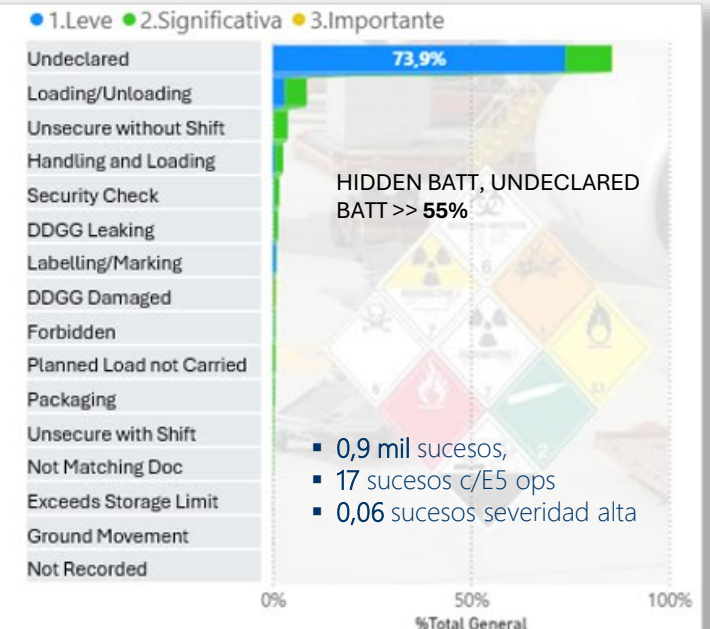 1.Leve 2.Significativa 3.Importante
Undeclared
73,9%
Loading/Unloading
Unsecure without Shift
Handling and Loading
Security Check
DDGG Leaking
Labelling/Marking
DDGG Damaged
Forbidden
Planned Load not Carried
Packaging
Unsecure with Shift
Not Matching Doc
Exceeds Storage Limit
Ground Movement
Not Recorded
HIDDEN BATT, UNDECLARED
BATT >> 55%
▪ 0,9 mil sucesos,
▪ 17 sucesos c/E5 ops
▪ 0,06 sucesos severidad alta
0% 50% 100%
%Total General